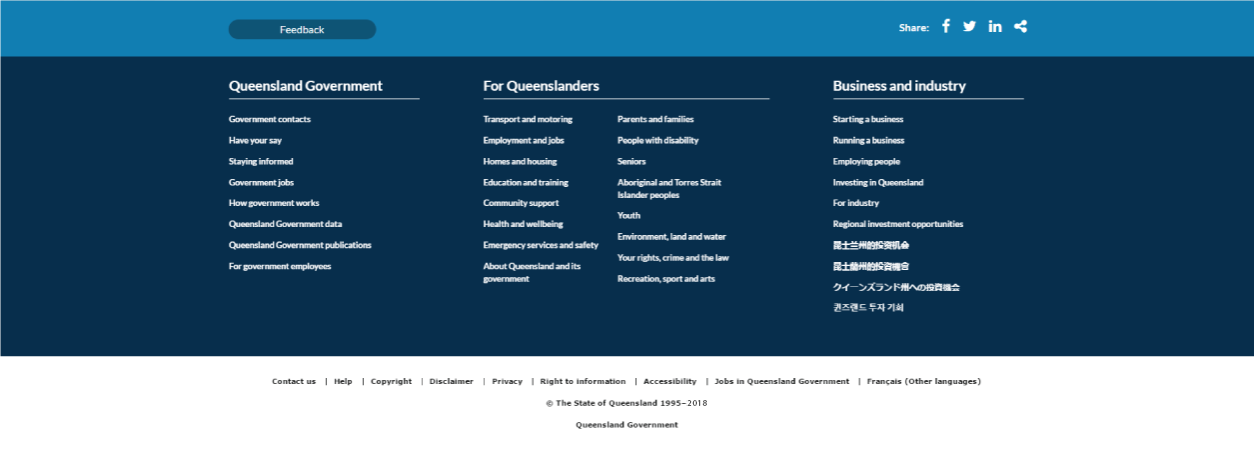 Feedback
Share:
Queensland Government
Government contacts
Have your say
Staying informed
Government jobs
How government works
Queensland Government data
Queensland Government publications
For government employees
For Queenslanders
Transport and motoring
Employment and jobs
Homes and housing
Education and training
Community support
Health and wellbeing
Emergency services and safety
About Queensland and its
government
Parents and families
People with disability
Seniors
Aboriginal and Torres Strait
Islander peoples
Youth
Environment, land and water
Your rights, crime and the law
Recreation, sport and arts
Business and industry
Starting a business
Running a business
Employing people
Investing in Queensland
For industry
Regional investment opportunities
昆士兰州的投资机会
昆士蘭州的投資機會
クイーンズランド州への投資機会
퀸즈랜드 투자 기회
Contact us | Help | Copyright | Disclaimer | Privacy | Right to information | Accessibility | Jobs in Queensland Government | Français (Other languages)
© The State of Queensland 1995–2018
Queensland Government